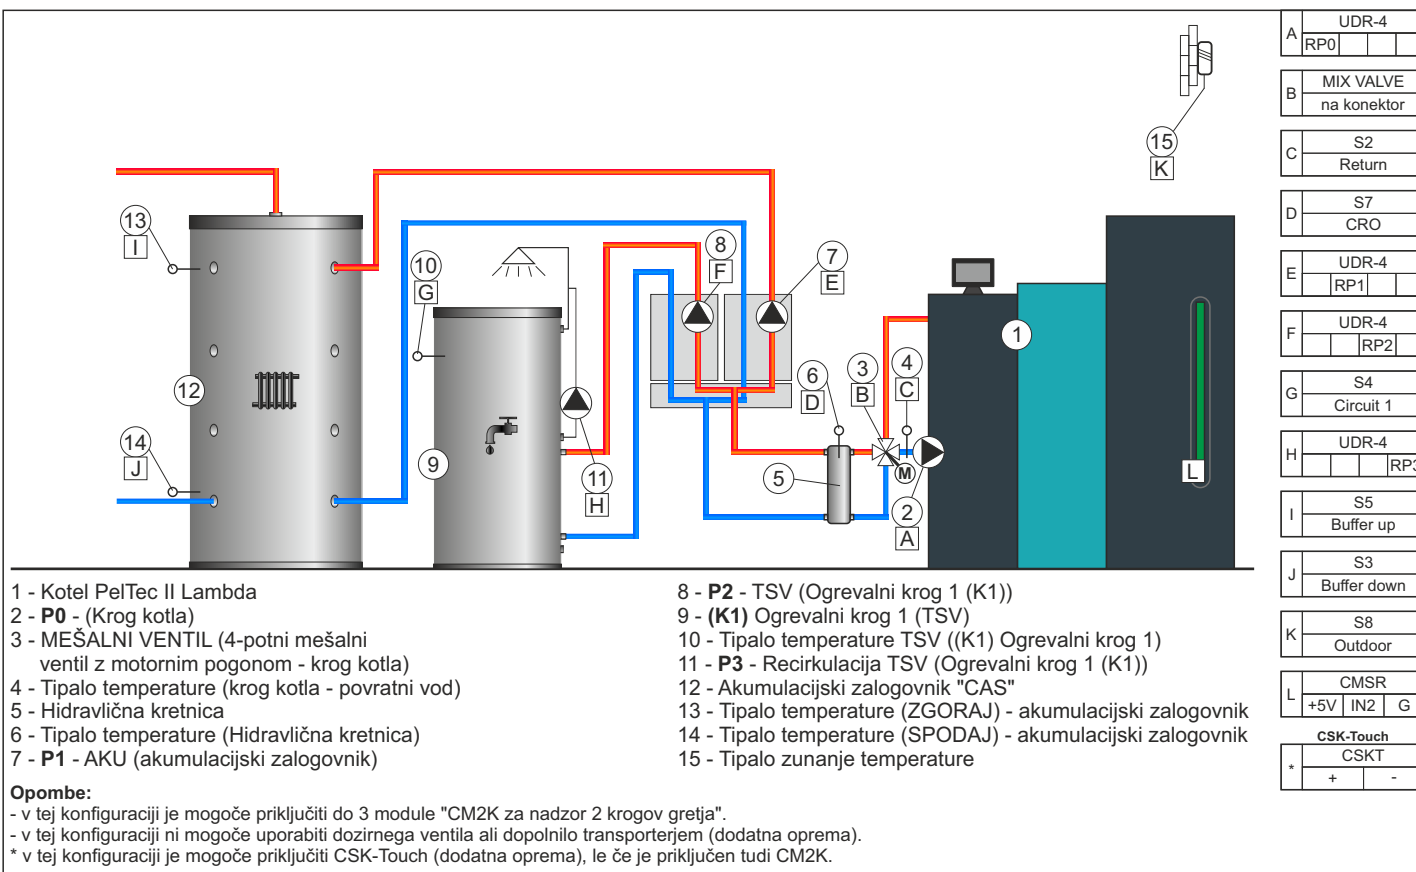 13
I
10
G
8
F
7
E
15
K
12
14
J
9
11
H
6
D
3
B
4
C
5
M
2
A
1
L
A UDR-4
RP0
B MIX VALVE
na konektor
C S2
Return
D S7
CRO
E UDR-4
RP1
F UDR-4
RP2
G S4
Circuit 1
H UDR-4
RP3
I S5
Buffer up
J S3
Buffer down
K S8
Outdoor
L CMSR
+5V IN2 G
CSK-Touch
* CSKT
+ -
1 - Kotel PelTec II Lambda
2 - P0 - (Krog kotla)
3 - MEŠALNI VENTIL (4-potni mešalni
ventil z motornim pogonom - krog kotla)
4 - Tipalo temperature (krog kotla - povratni vod)
5 - Hidravlična kretnica
6 - Tipalo temperature (Hidravlična kretnica)
7 - P1 - AKU (akumulacijski zalogovnik)
8 - P2 - TSV (Ogrevalni krog 1 (K1))
9 - (K1) Ogrevalni krog 1 (TSV)
10 - Tipalo temperature TSV ((K1) Ogrevalni krog 1)
11 - P3 - Recirkulacija TSV (Ogrevalni krog 1 (K1))
12 - Akumulacijski zalogovnik "CAS"
13 - Tipalo temperature (ZGORAJ) - akumulacijski zalogovnik
14 - Tipalo temperature (SPODAJ) - akumulacijski zalogovnik
15 - Tipalo zunanje temperature
Opombe:
- v tej konfiguraciji je mogoče priključiti do 3 module "CM2K za nadzor 2 krogov gretja".
- v tej konfiguraciji ni mogoče uporabiti dozirnega ventila ali dopolnilo transporterjem (dodatna oprema).
* v tej konfiguraciji je mogoče priključiti CSK-Touch (dodatna oprema), le če je priključen tudi CM2K.